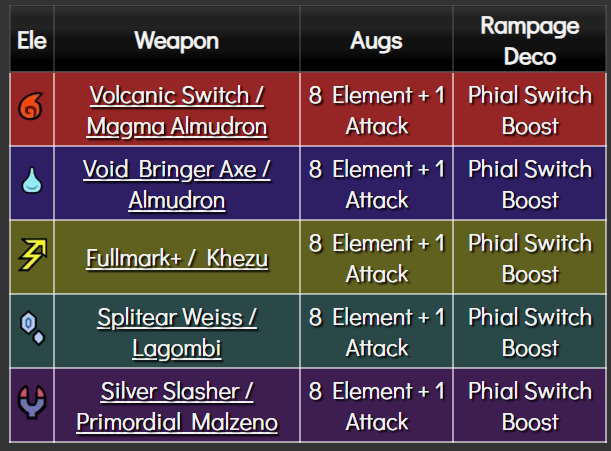 Ele Weapon Augs Rampage Deco
Volcanic Switch / Magma Almudron 8 Element + 1 Attack Phial Switch Boost
Void Bringer Axe / Almudron 8 Element + 1 Attack Phial Switch Boost
Fullmark+ / Khezu 8 Element + 1 Attack Phial Switch Boost
Splitear Weiss / Lagombi 8 Element + 1 Attack Phial Switch Boost
Silver Slasher / Primordial Malzeno 8 Element + 1 Attack Phial Switch Boost